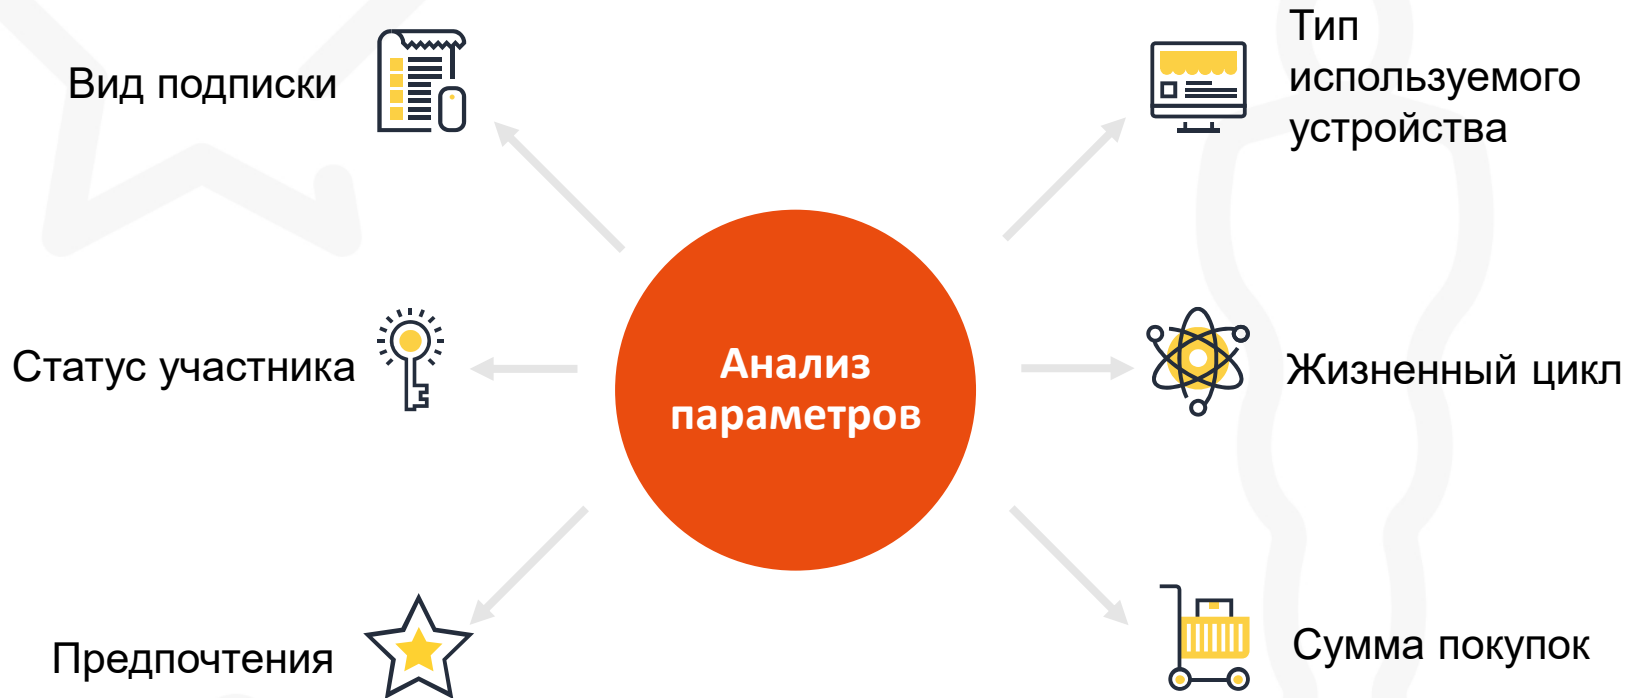 Вид подписки
Тип
используемого
устройства
Статус участника
Анализ
параметров
Жизненный цикл
Предпочтения
Сумма покупок